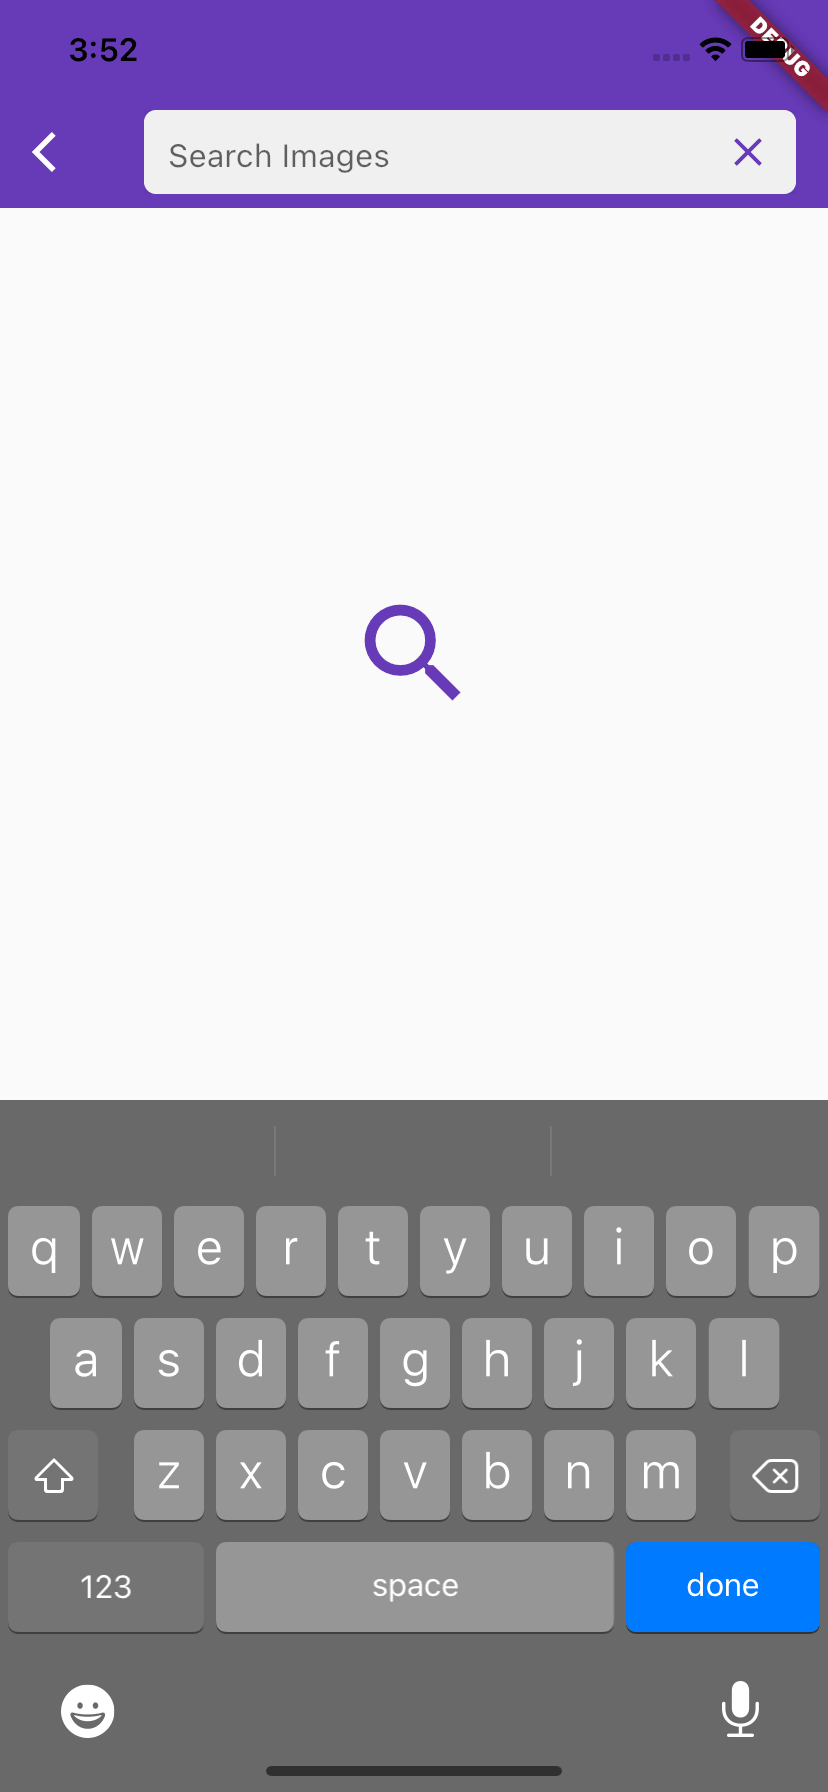 3:52
DEBUG
Search Images
q w e r t y u i o p
a s d f g h j k l
z x c v b n m
123 space done